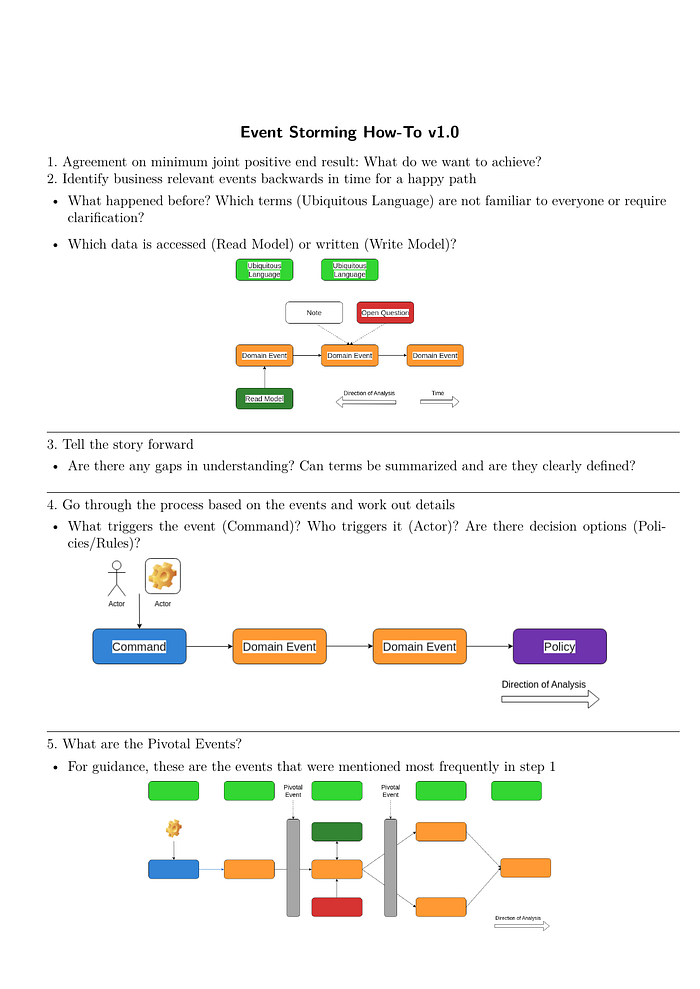 Event Storming How-To v1.0
1. Agreement on minimum joint positive end result: What do we want to achieve?
2. Identify business relevant events backwards in time for a happy path
• What happened before? Which terms (Ubiquitous Language) are not familiar to everyone or require
clarification?
• Which data is accessed (Read Model) or written (Write Model)?
Ubiquitous
Language
Ubiquitous
Language
Note
Open Question
Domain Event
Domain Event
Domain Event
Read Model
Direction of Analysis
Time
3. Tell the story forward
• Are there any gaps in understanding? Can terms be summarized and are they clearly defined?
4. Go through the process based on the events and work out details
• What triggers the event (Command)? Who triggers it (Actor)? Are there decision options (Poli-
cies/Rules)?
Actor
Actor
Command
Domain Event
Domain Event
Policy
Direction of Analysis
5. What are the Pivotal Events?
• For guidance, these are the events that were mentioned most frequently in step 1
Pivotal
Event
Pivotal
Event
Direction of Analysis